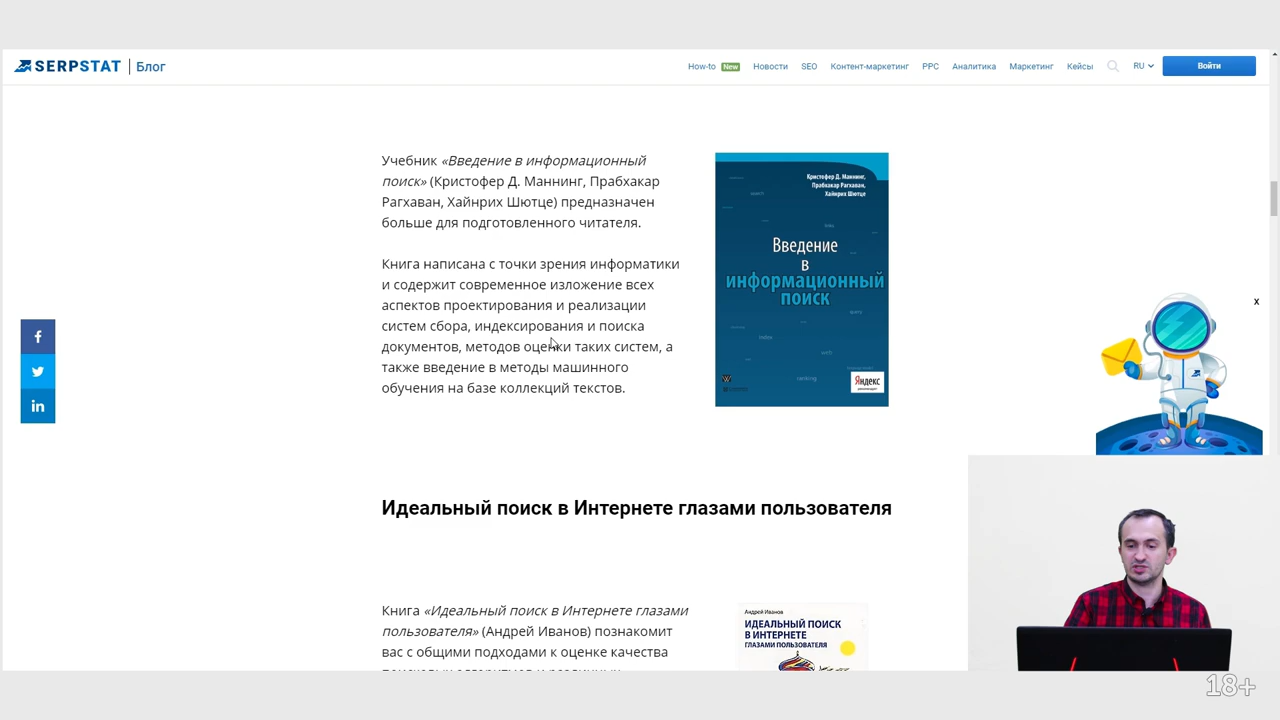 SERPSTAT | Блог
How-to New Новости SEO Контент-маркетинг PPC Аналитика Маркетинг Кейсы RU Войти
Учебник «Введение в информационный
поиск» (Кристофер Д. Маннинг, Прабхакар
Рагхаван, Хайнрих Шютце) предназначен
больше для подготовленного читателя.
Книга написана с точки зрения информатики
и содержит современное изложение всех
аспектов проектирования и реализации
систем сбора, индексирования и поиска
документов, методов оценки таких систем, а
также введение в методы машинного
обучения на базе коллекций текстов.
Кристофер Д. Маннинг,
Прабхакар Рагхаван,
Хайнрих Шютце
Введение
в
информационный
поиск
index
web
ranking
Яндекс
x
f
in
Идеальный поиск в Интернете глазами пользователя
Книга «Идеальный поиск в Интернете глазами
пользователя» (Андрей Иванов) познакомит
вас с общими подходами к оценке качества
Андрей Иванов
ИДЕАЛЬНЫЙ ПОИСК
В ИНТЕРНЕТЕ
ГЛАЗАМИ ПОЛЬЗОВАТЕЛЯ
18+